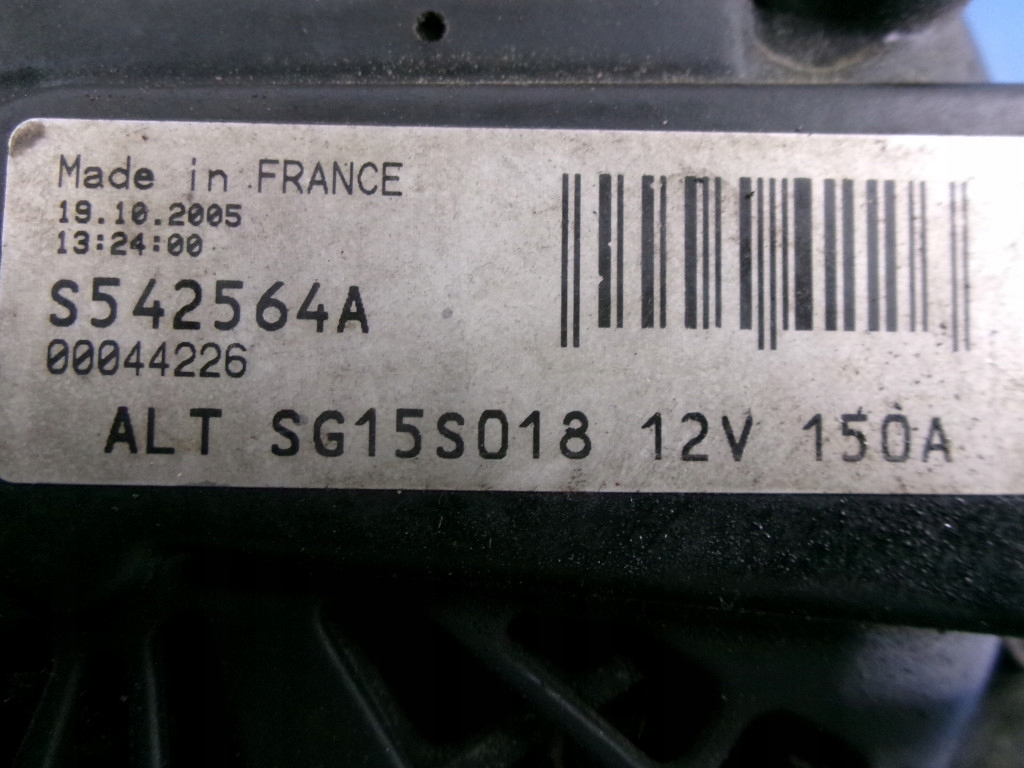 Made in FRANCE
19.10.2005
13:24:00
S542564A
00044226
ALT SG15S018 12V 150A